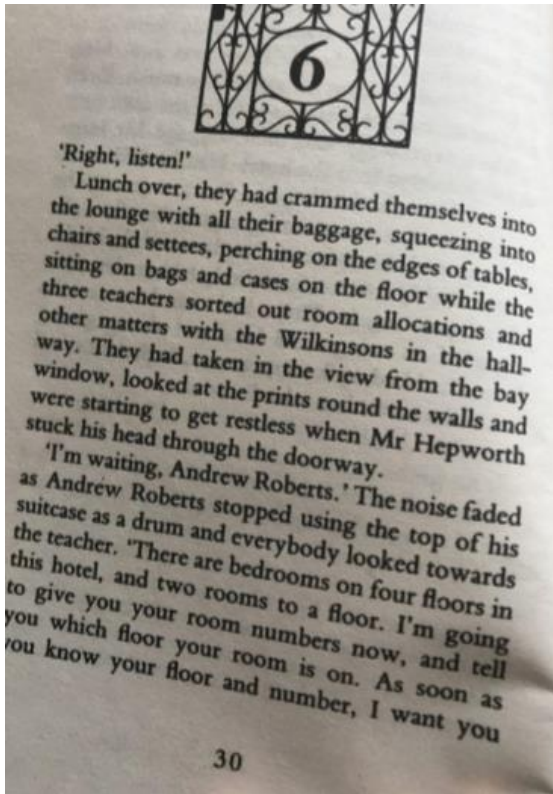 6
'Right, listen!'
Lunch over, they had crammed themselves into
the lounge with all their baggage, squeezing into
chairs and settees, perching on the edges of tables,
sitting on bags and cases on the floor while the
three teachers sorted out room allocations and
other matters with the Wilkinsons in the hall-
way. They had taken in the view from the bay
window, looked at the prints round the walls and
were starting to get restless when Mr Hepworth
stuck his head through the doorway.
'I'm waiting, Andrew Roberts.' The noise faded
as Andrew Roberts stopped using the top of his
suitcase as a drum and everybody looked towards
the teacher. 'There are bedrooms on four floors in
this hotel, and two rooms to a floor. I'm going
to give you your room numbers now, and tell
you which floor your room is on. As soon as
you know your floor and number, I want you
30